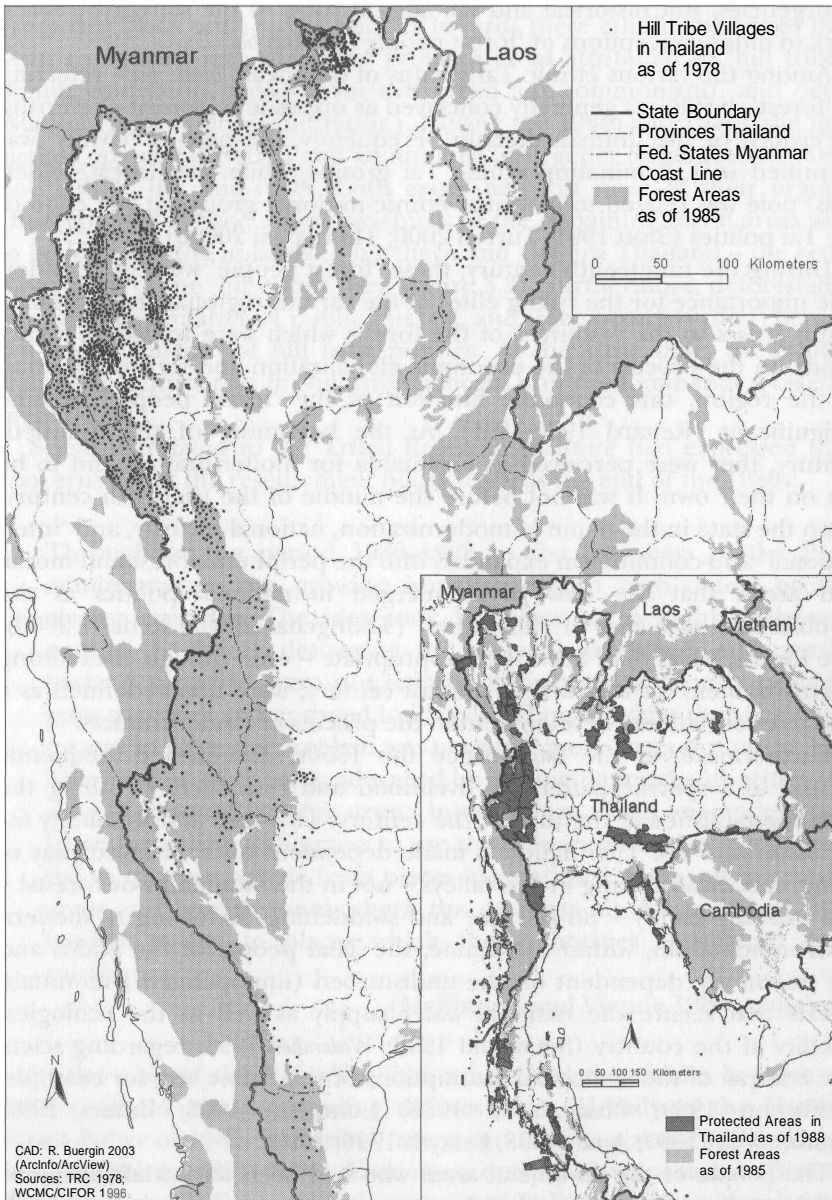 Myanmar
Laos
Hill Tribe Villages
in Thailand
as of 1978
State Boundary
Provinces Thailand
Fed. States Myanmar
Coast Line
Forest Areas
as of 1985
0 50 100 Kilometers
Myanmar
Laos
Vietnam
Thailand
Cambodia
0 50 100 150 Kilometers
Protected Areas in
Thailand as of 1988
Forest Areas
as of 1985
CAD: R. Buergin 2003
(ArcInfo/ArcView)
Sources: TRC 1978;
WCMC/CIFOR 1996